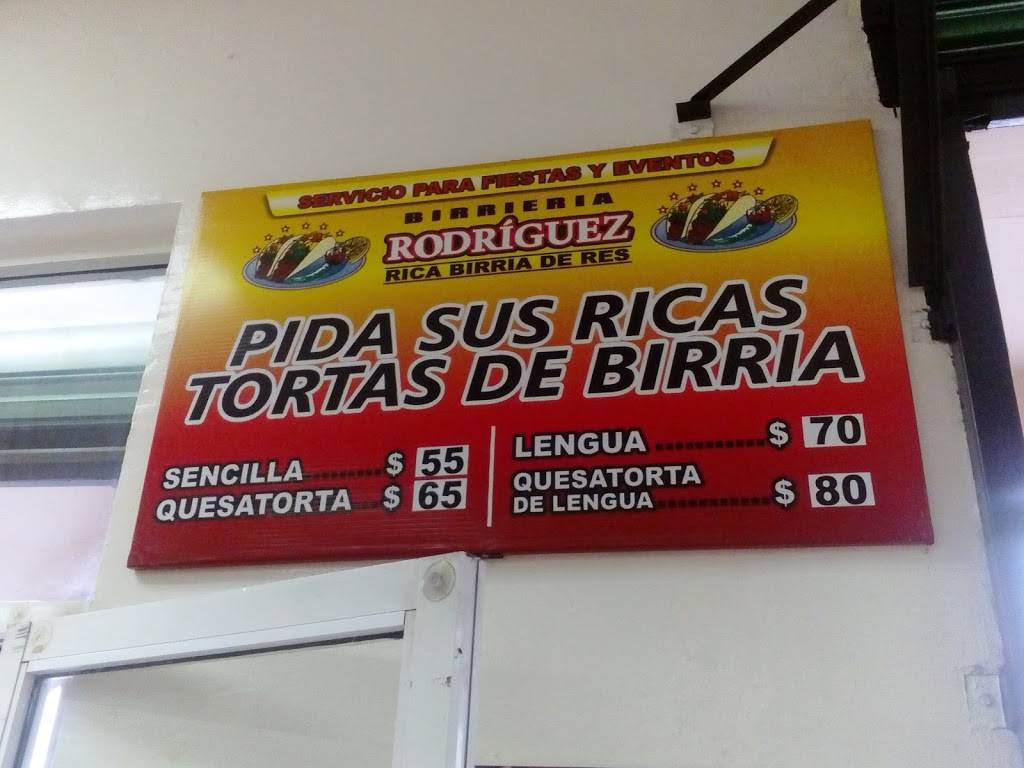 SERVICIO PARA FIESTAS Y EVENTOS
BIRRIERIA
RODRÍGUEZ
RICA BIRRIA DE RES
PIDA SUS RICAS
TORTAS DE BIRRIA
SENCILLA.........$ 55
QUESATORTA....$ 65
LENGUA...........$ 70
QUESATORTA
DE LENGUA............$ 80